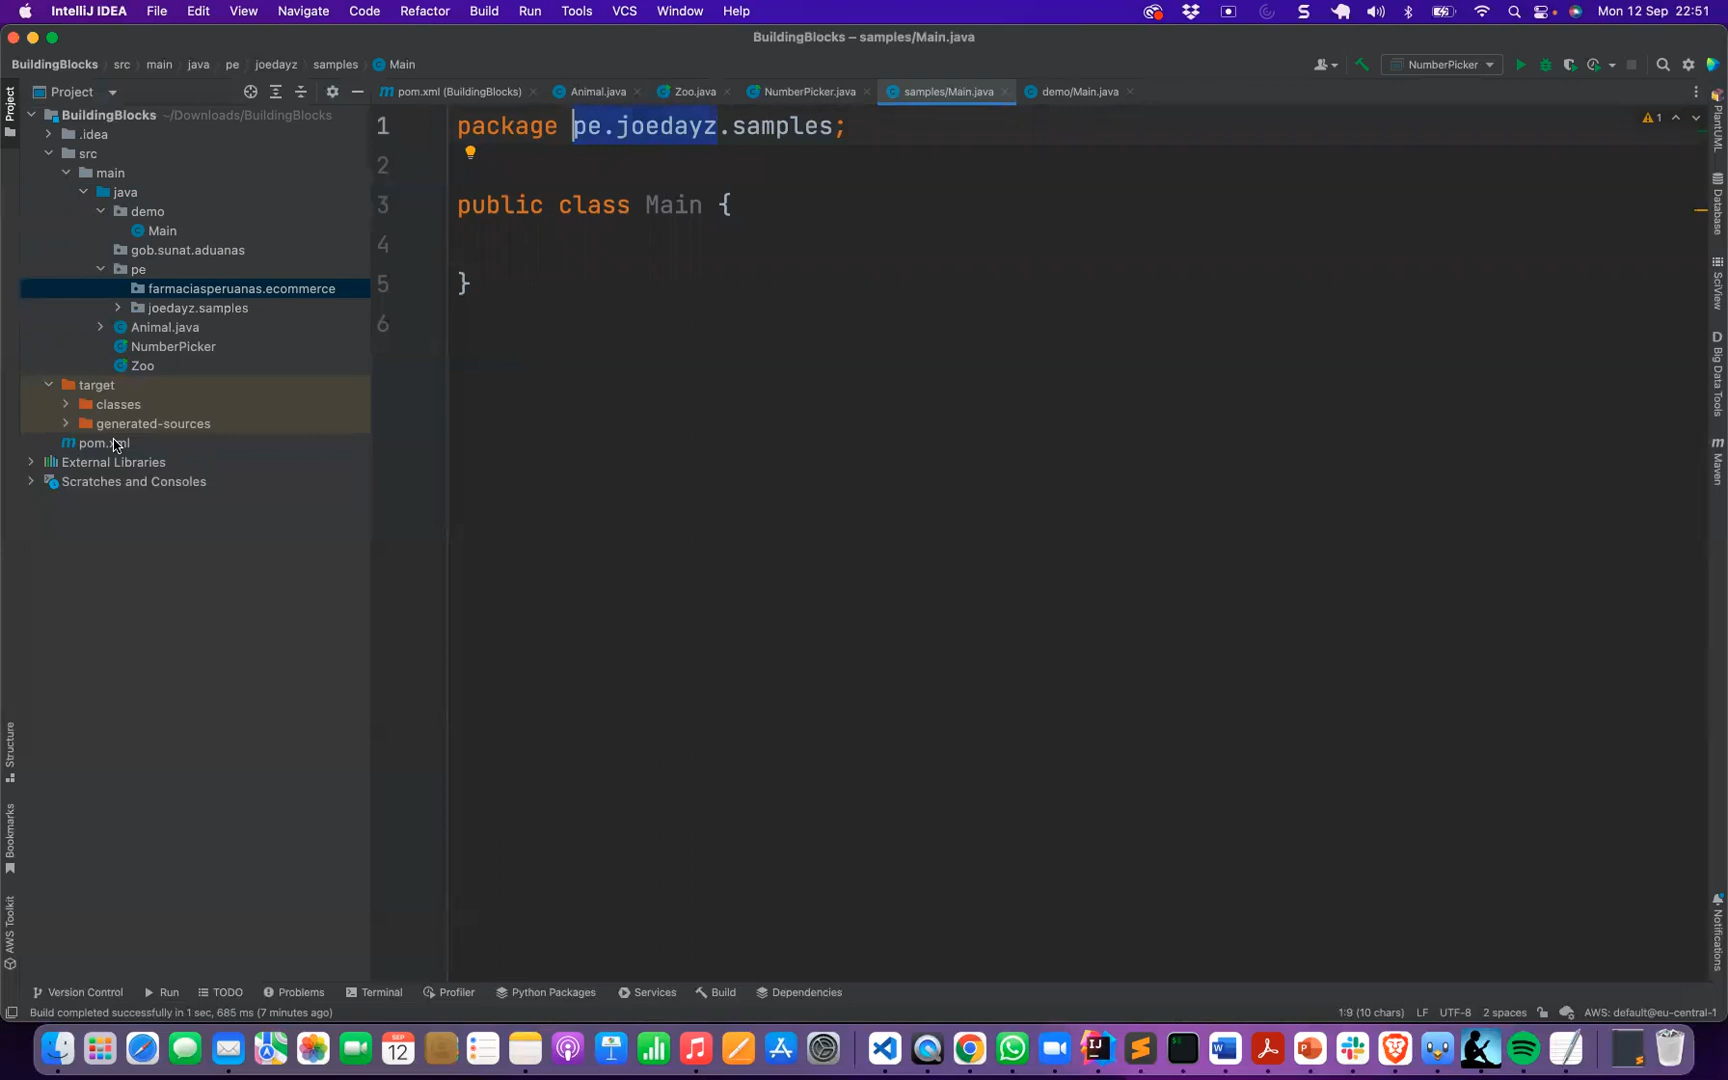 IntelliJ IDEA File Edit View Navigate Code Refactor Build Run Tools VCS Window Help Mon 12 Sep 22:51
BuildingBlocks – samples/Main.java
BuildingBlocks src main java pe joedayz samples Main NumberPicker
Project pom.xml (BuildingBlocks) Animal.java Zoo.java NumberPicker.java samples/Main.java demo/Main.java
BuildingBlocks ~/Downloads/BuildingBlocks
.idea
src
main
java
demo
Main
gob.sunat.aduanas
pe
farmaciasperuanas.ecommerce
joedayz.samples
Animal.java
NumberPicker
Zoo
target
classes
generated-sources
pom.xml
External Libraries
Scratches and Consoles
1 package pe.joedayz.samples;
2
3 public class Main {
4
5 }
6
1
Project
Structure
Bookmarks
AWS Toolkit
PlantUML
Database
SciView
Big Data Tools
Maven
Notifications
Version Control Run TODO Problems Terminal Profiler Python Packages Services Build Dependencies
Build completed successfully in 1 sec, 685 ms (7 minutes ago) 1:9 (10 chars) LF UTF-8 2 spaces AWS: default@eu-central-1
SEP
12